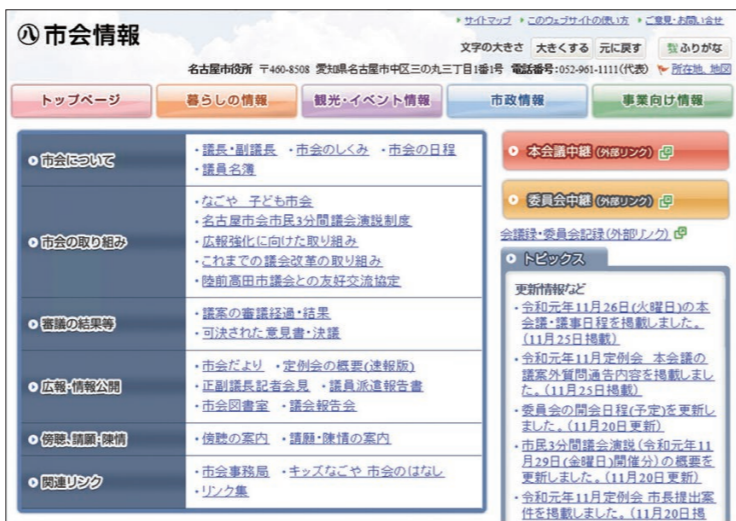 サイトマップ このウェブサイトの使い方 ご意見・お問い合せ
㊇市会情報
文字の大きさ 大きくする 元に戻す ふりがな
名古屋市役所 〒460-8508 愛知県名古屋市中区三の丸三丁目1番1号 電話番号:052-961-1111(代表) 所在地、地図
トップページ 暮らしの情報 観光・イベント情報 市政情報 事業向け情報
市会について
・議長・副議長 ・市会のしくみ ・市会の日程
・議員名簿
市会の取り組み
・なごや 子ども市会
・名古屋市会市民3分間議会演説制度
・広報強化に向けた取り組み
・これまでの議会改革の取り組み
・陸前高田市議会との友好交流協定
審議の結果等
・議案の審議経過・結果
・可決された意見書・決議
広報・情報公開
・市会だより ・定例会の概要(速報版)
・正副議長記者会見 ・議員派遣報告書
・市会図書室 ・議会報告会
傍聴、請願・陳情
・傍聴の案内 ・請願・陳情の案内
関連リンク
・市会事務局 ・キッズなごや 市会のはなし
・リンク集
本会議中継 (外部リンク)
委員会中継 (外部リンク)
会議録・委員会記録(外部リンク)
トピックス
更新情報など
・令和元年11月26日(火曜日)の本
会議・議事日程を掲載しました。
(11月25日掲載)
・令和元年11月定例会 本会議の
議案外質問通告内容を掲載しまし
た。(11月25日掲載)
・委員会の開会日程(予定)を更新し
ました。(11月20日更新)
・市民3分間議会演説(令和元年11
月29日(金曜日)開催分)の概要を
更新しました。(11月20日更新)
・令和元年11月定例会 市長提出案
件を掲載しました。(11月20日掲